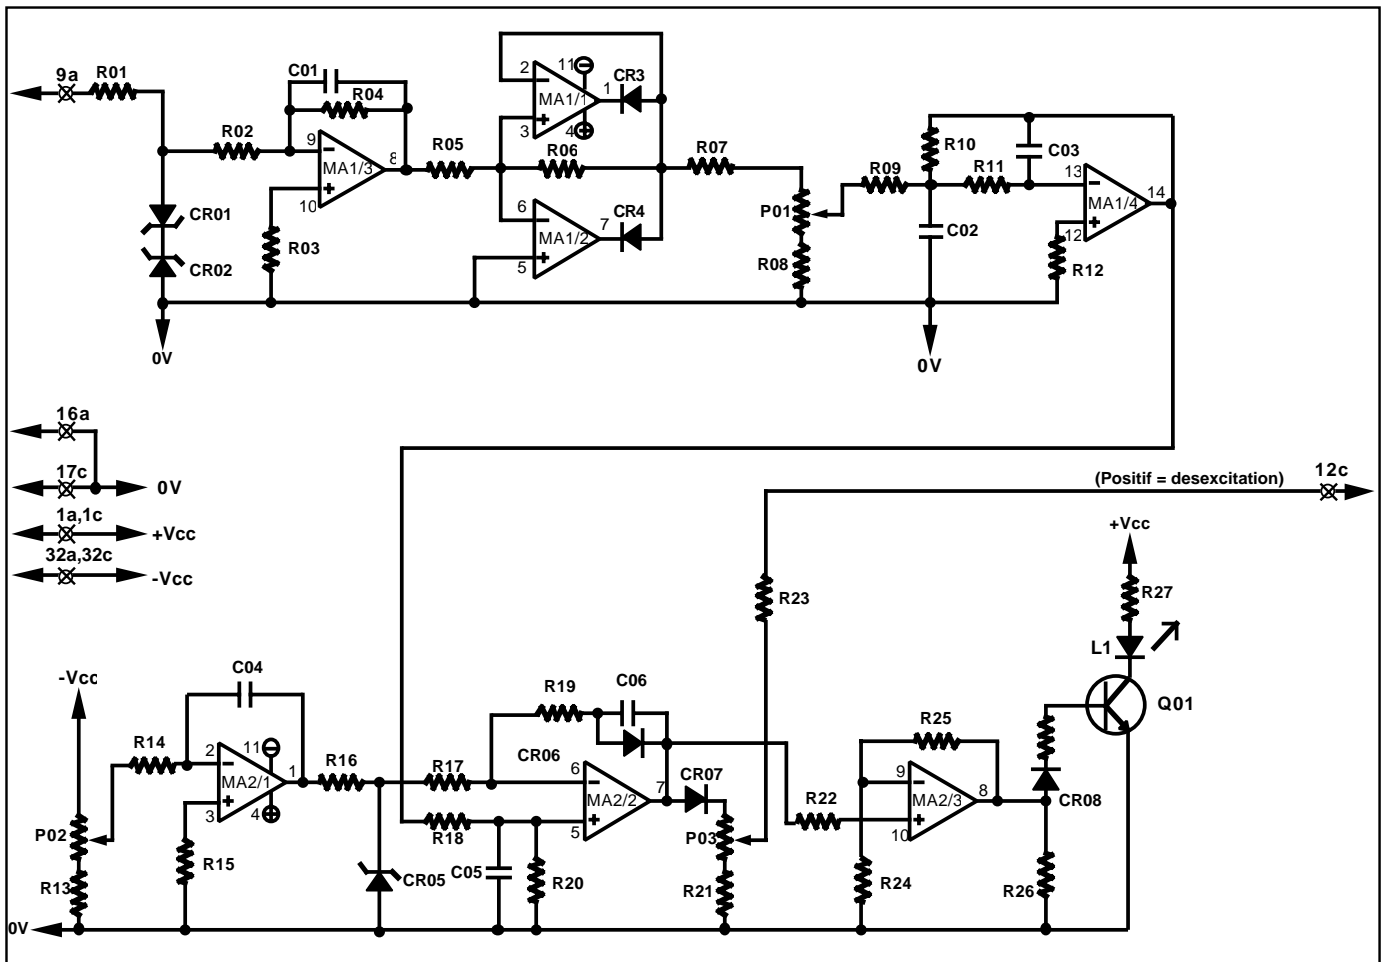 9a
R01
C01
R04
R02
9
8
MA1/3
10
R03
CR01
CR02
0V
R05
2
11
1
MA1/1
3
4
CR3
R06
6
7
MA1/2
5
CR4
R07
P01
R08
R09
R10
R11
C03
C02
13
14
MA1/4
12
R12
0V
16a
17c
0V
1a,1c
+Vcc
32a,32c
-Vcc
(Positif = desexcitation)
12c
+Vcc
R27
L1
Q01
R23
-Vcc
C04
R14
2
11
1
MA2/1
3
4
P02
R13
R15
R16
R17
R18
CR05
C05
R20
R19
C06
CR06
6
7
MA2/2
5
CR07
P03
R21
R22
R25
9
8
MA2/3
10
R24
CR08
R26
0V